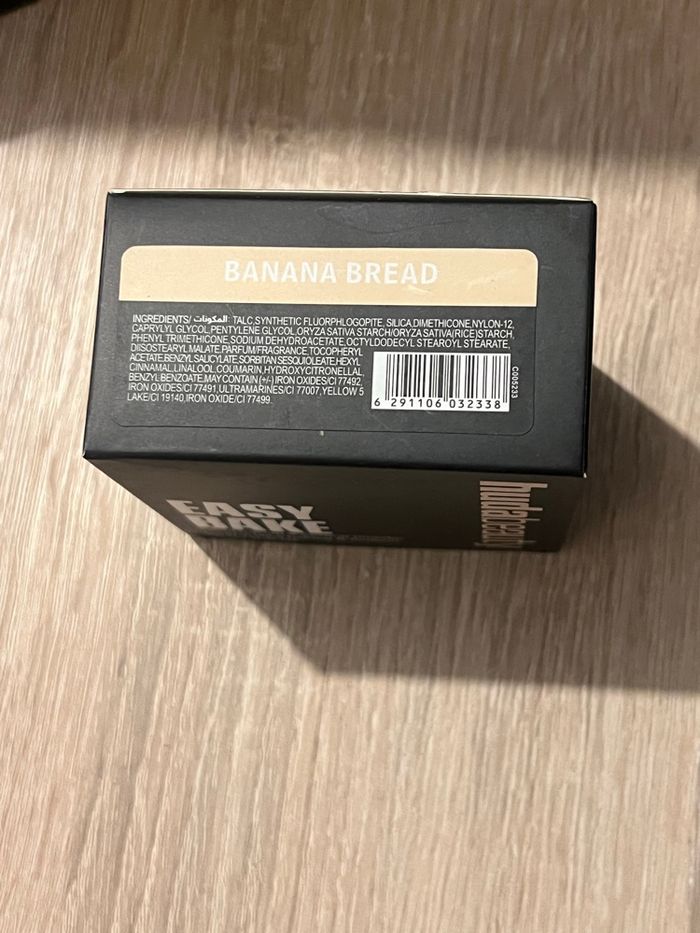 BANANA BREAD
INGREDIENTS/ المكونات: TALC,SYNTHETIC FLUORPHLOGOPITE, SILICA,DIMETHICONE,NYLON-12,
CAPRYLYL GLYCOL,PENTYLENE GLYCOL,ORYZA SATIVA STARCH/ORYZA SATIVA(RICE)STARCH,
PHENYL TRIMETHICONE,SODIUM DEHYDROACETATE,OCTYLDODECYL STEAROYL STEARATE,
DIISOSTEARYL MALATE,PARFUM/FRAGRANCE,TOCOPHERYL
ACETATE,BENZYL SALICYLATE,SORBITAN SESQUIOLEATE,HEXYL
CINNAMAL,LINALOOL COUMARIN,HYDROXYCITRONELLAL
BENZYL BENZOATE,MAY CONTAIN (+/-) IRON OXIDES/CI 77492,
IRON OXIDES/CI 77491,ULTRAMARINES/CI 77007,YELLOW 5
LAKE/CI 19140,IRON OXIDE/CI 77499.
6 291106 032338
C005233
EASY
BAKE
hudabeauty